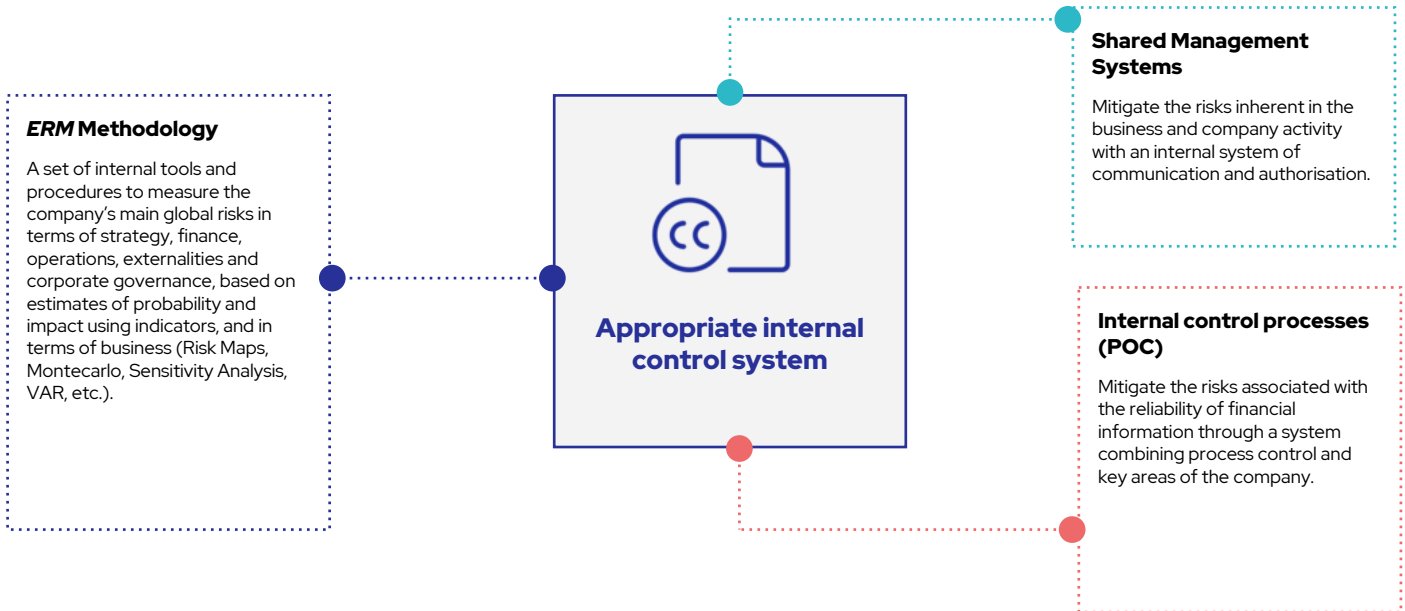 ERM Methodology
A set of internal tools and
procedures to measure the
company's main global risks in
terms of strategy, finance,
operations, externalities and
corporate governance, based on
estimates of probability and
impact using indicators, and in
terms of business (Risk Maps,
Montecarlo, Sensitivity Analysis,
VAR, etc.).
CC
Appropriate internal
control system
Shared Management
Systems
Mitigate the risks inherent in the
business and company activity
with an internal system of
communication and authorisation.
Internal control processes
(POC)
Mitigate the risks associated with
the reliability of financial
information through a system
combining process control and
key areas of the company.